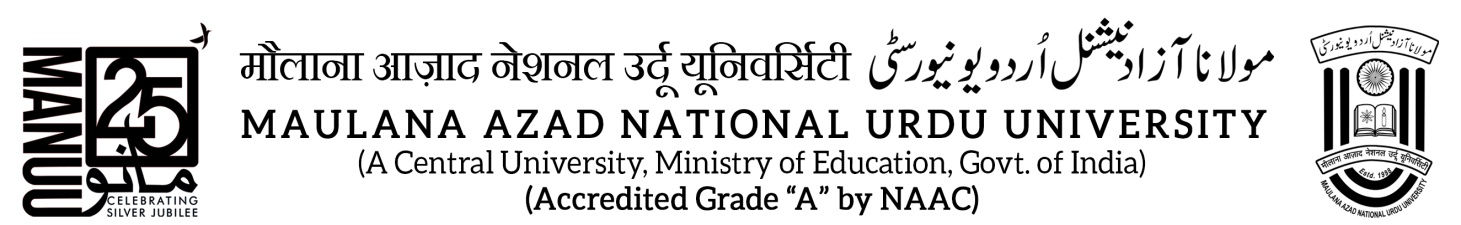 MANUU
25
مانو
CELEBRATING
SILVER JUBILEE
मौलाना आज़ाद नेशनल उर्दू यूनिवर्सिटी مولانا آزاد نیشنل اُردو یونیورسٹی
MAULANA AZAD NATIONAL URDU UNIVERSITY
(A Central University, Ministry of Education, Govt. of India)
(Accredited Grade “A” by NAAC)
مولانا آزاد نیشنل اُردو یونیورسٹی
मौलाना आज़ाद नेशनल उर्दू यूनिवर्सिटी
Estd. 1998
MAULANA AZAD NATIONAL URDU UNIVERSITY